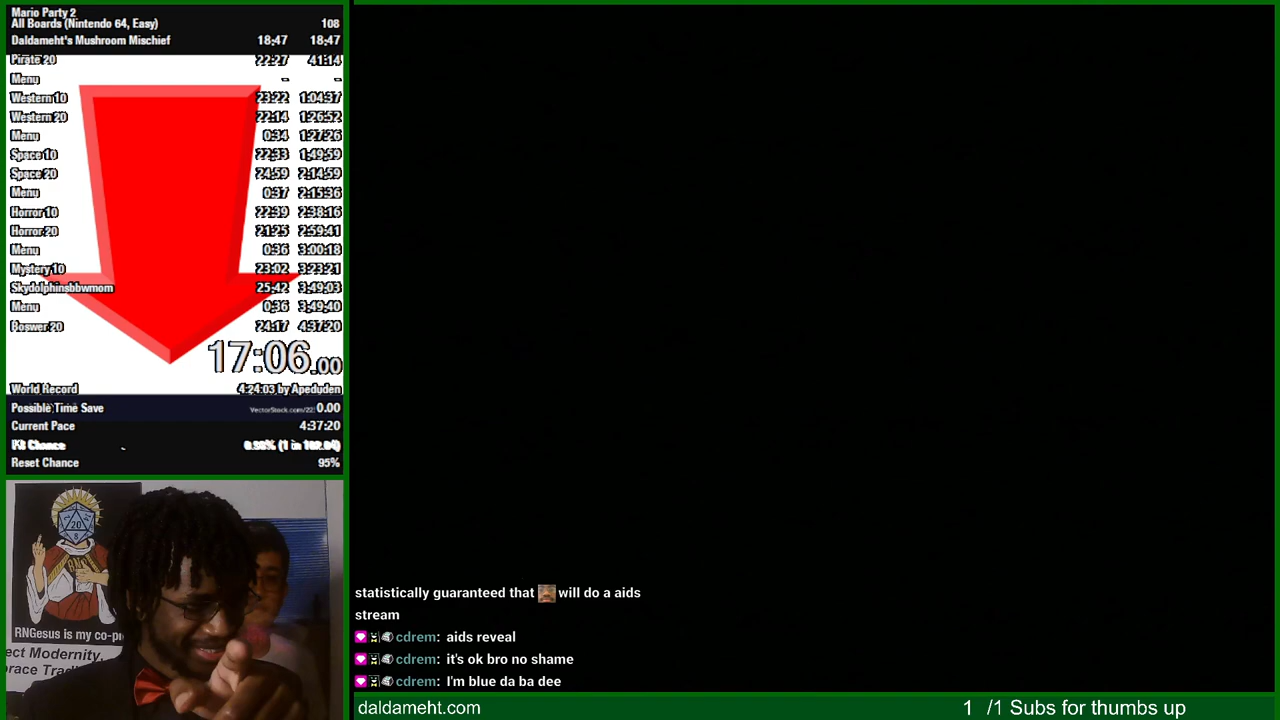 Mario Party 2
All Boards (Nintendo 64, Easy) 108
Daldameht's Mushroom Mischief 18:47 18:47
Pirate 20 22:27 41:14
Menu - -
Western 10 23:22 1:04:37
Western 20 22:14 1:26:52
Menu 0:34 1:27:26
Space 10 22:33 1:49:59
Space 20 24:59 2:14:59
Menu 0:37 2:15:36
Horror 10 22:39 2:38:16
Horror 20 21:25 2:59:41
Menu 0:36 3:00:18
Mystery 10 23:02 3:23:21
Skydolphinsbbwmom 25:42 3:49:03
Menu 0:36 3:49:40
Boswer 20 24:17 4:37:20
17:06.00
World Record 4:24:03 by Apeduden
Possible Time Save 0.00
Current Pace 4:37:20
Reset Chance 95%
20
RNGesus is my co-pi
ect Modernity,
race Trad
statistically guaranteed that will do a aids
stream
cdrem: aids reveal
cdrem: it's ok bro no shame
cdrem: I'm blue da ba dee
daldameht.com 1 /1 Subs for thumbs up